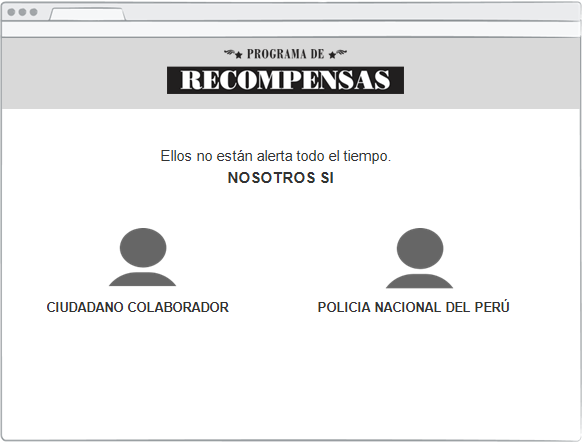 PROGRAMA DE
RECOMPENSAS
Ellos no están alerta todo el tiempo.
NOSOTROS SI
CIUDADANO COLABORADOR
POLICIA NACIONAL DEL PERÚ